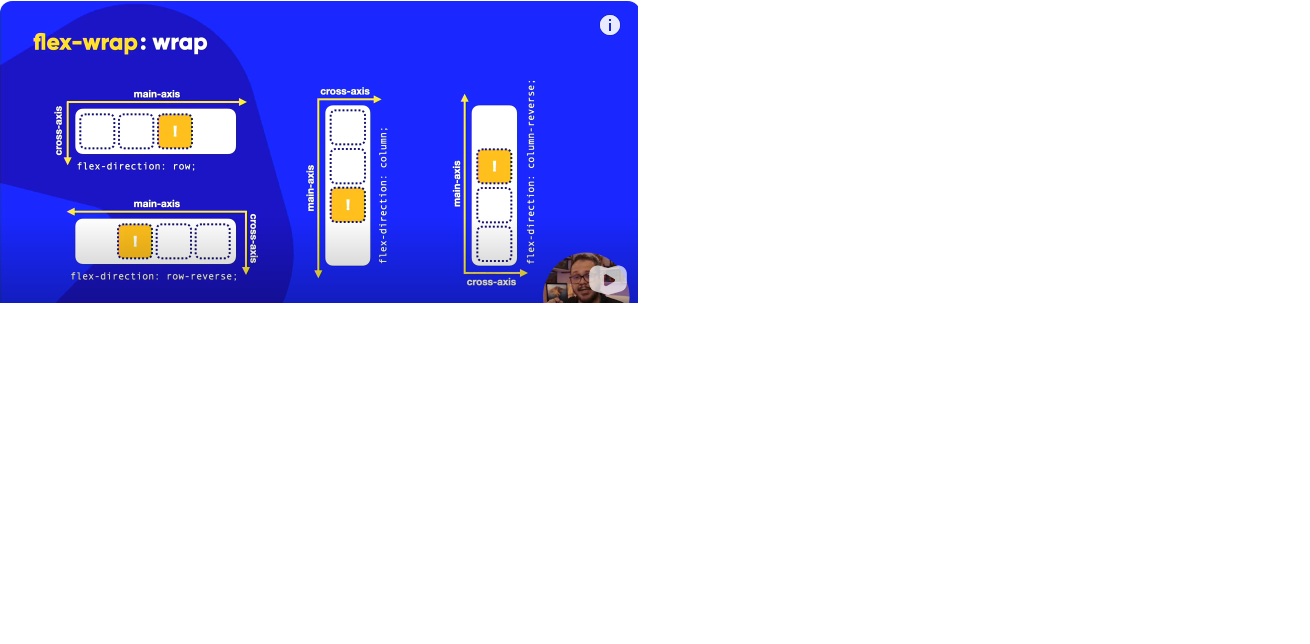 flex-wrap: wrap
main-axis
cross-axis
!
flex-direction: row;
main-axis
cross-axis
!
flex-direction: row-reverse;
cross-axis
main-axis
!
flex-direction: column;
main-axis
!
flex-direction: column-reverse;
cross-axis
i